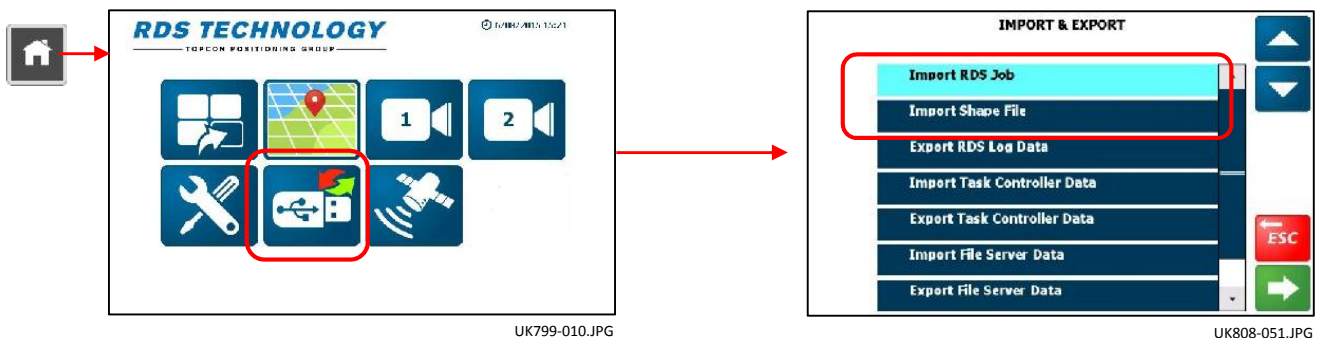 RDS TECHNOLOGY
TOPCON POSITIONING GROUP
1
2
UK799-010.JPG
IMPORT & EXPORT
Import RDS Job
Import Shape File
Export RDS Log Data
Import Task Controller Data
Export Task Controller Data
Import File Server Data
Export File Server Data
ESC
UK808-051.JPG